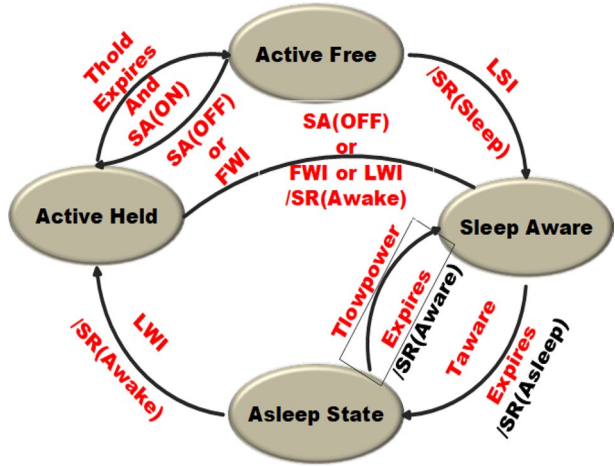 Active Free
Thold
Expires
And
SA(ON)
SA(OFF)
or
FWI
LSI
/SR(Sleep)
SA(OFF)
or
FWI or LWI
/SR(Awake)
Active Held
Sleep Aware
Tlowpower
Expires
/SR(Aware)
Taware
Expires
/SR(Asleep)
LWI
/SR(Awake)
Asleep State